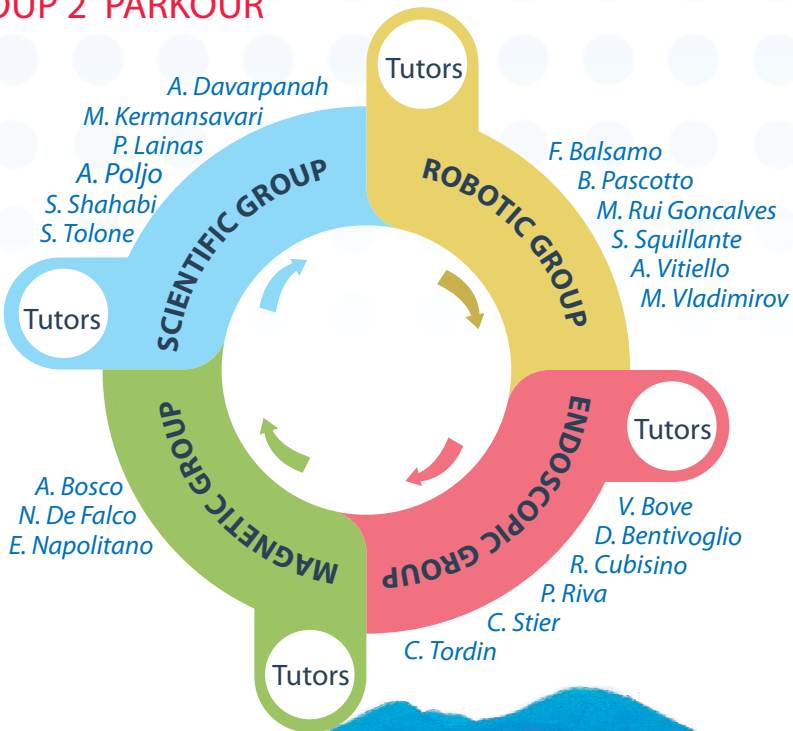 OUP 2 PARKOUR
Tutors
A. Davarpanah
M. Kermansavari
P. Lainas
A. Poljo
S. Shahabi
S. Tolone
SCIENTIFIC GROUP
Tutors
ROBOTIC GROUP
F. Balsamo
B. Pascotto
M. Rui Goncalves
S. Squillante
A. Vitiello
M. Vladimirov
Tutors
ENDOSCOPIC GROUP
V. Bove
D. Bentivoglio
R. Cubisino
P. Riva
C. Stier
C. Tordin
MAGNETIC GROUP
A. Bosco
N. De Falco
E. Napolitano
Tutors